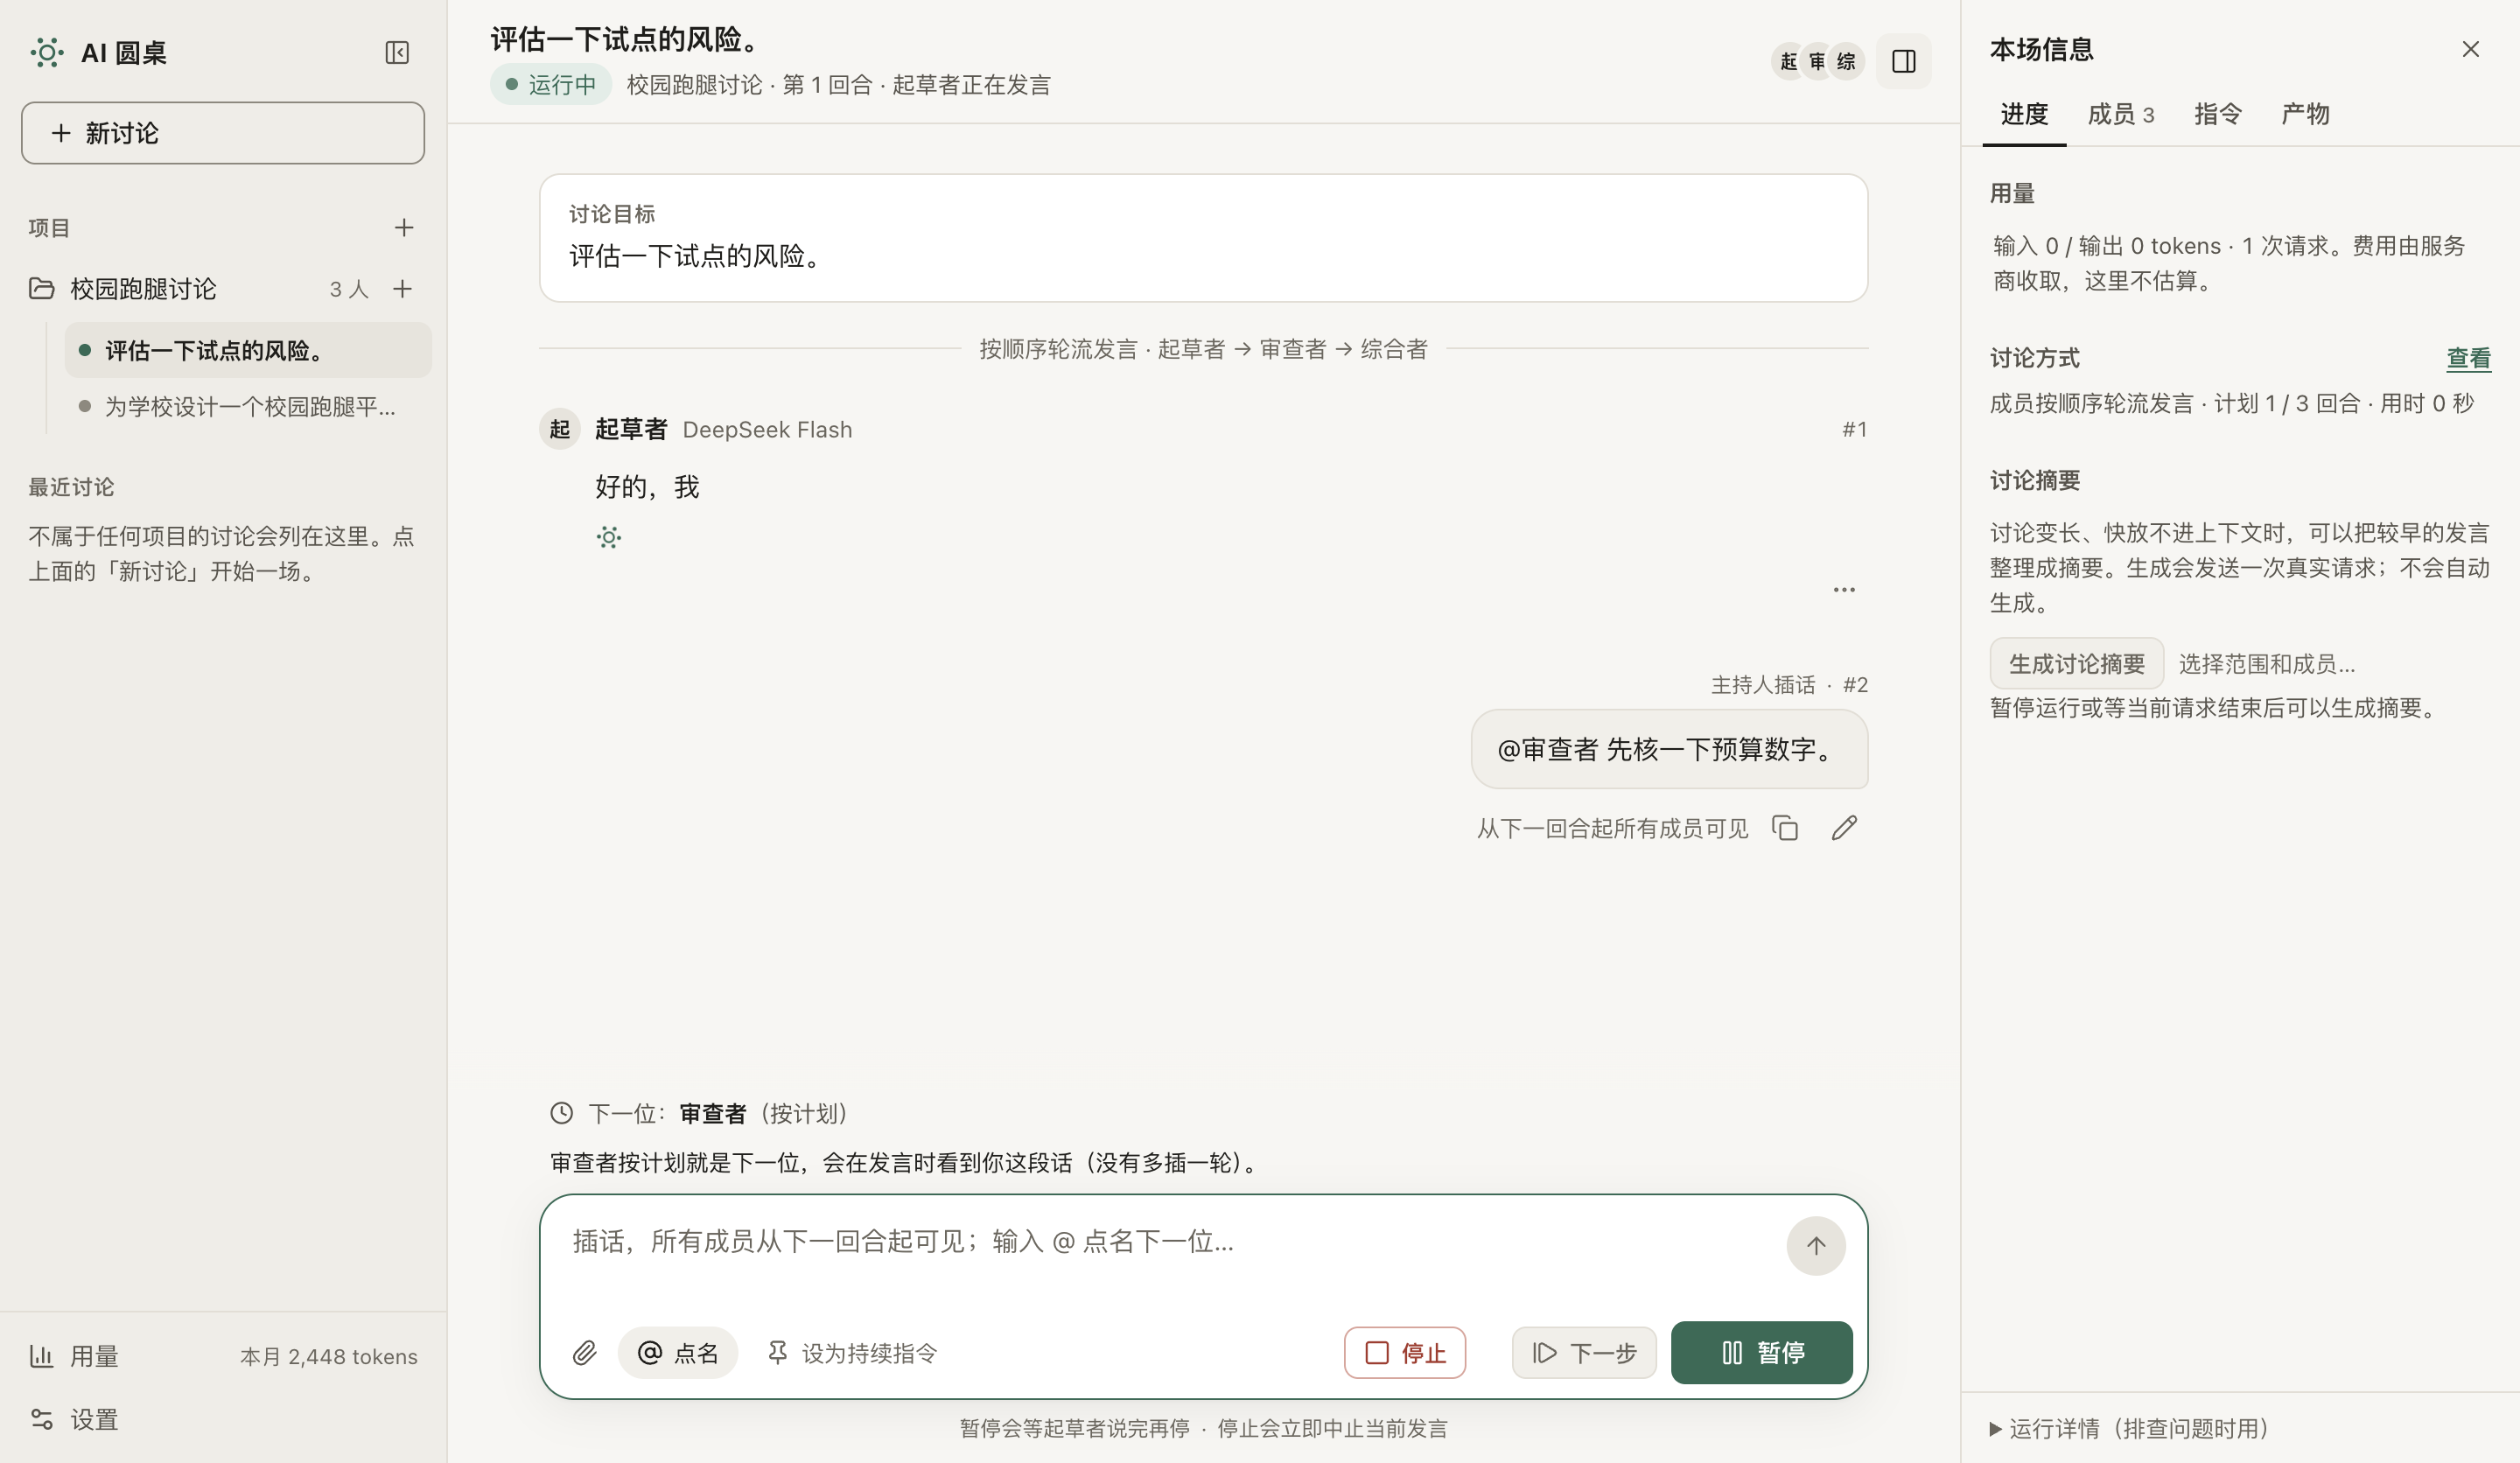 AI 圆桌
新讨论
项目
校园跑腿讨论 3 人
评估一下试点的风险。
为学校设计一个校园跑腿平...
最近讨论
不属于任何项目的讨论会列在这里。点
上面的「新讨论」开始一场。
用量 本月 2,448 tokens
设置
评估一下试点的风险。
运行中 校园跑腿讨论 · 第 1 回合 · 起草者正在发言
起 审 综
讨论目标
评估一下试点的风险。
按顺序轮流发言 · 起草者 → 审查者 → 综合者
起 起草者 DeepSeek Flash #1
好的，我
主持人插话 · #2
@审查者 先核一下预算数字。
从下一回合起所有成员可见
下一位：审查者（按计划）
审查者按计划就是下一位，会在发言时看到你这段话（没有多插一轮）。
插话，所有成员从下一回合起可见；输入 @ 点名下一位...
@ 点名 设为持续指令 停止 下一步 暂停
暂停会等起草者说完再停 · 停止会立即中止当前发言
本场信息
进度 成员 3 指令 产物
用量
输入 0 / 输出 0 tokens · 1 次请求。费用由服务
商收取，这里不估算。
讨论方式 查看
成员按顺序轮流发言 · 计划 1 / 3 回合 · 用时 0 秒
讨论摘要
讨论变长、快放不进上下文时，可以把较早的发言
整理成摘要。生成会发送一次真实请求；不会自动
生成。
生成讨论摘要 选择范围和成员...
暂停运行或等当前请求结束后可以生成摘要。
运行详情（排查问题时用）